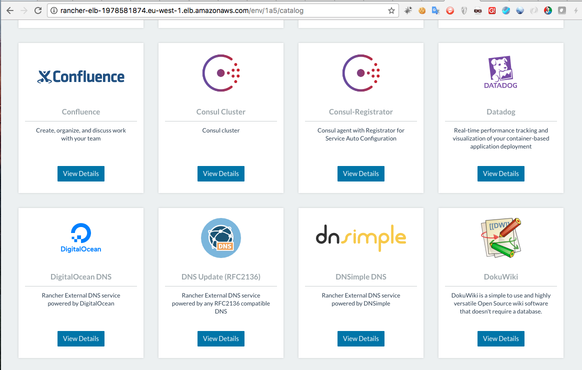 rancher-elb-1978581874.eu-west-1.elb.amazonaws.com/env/1a5/catalog
Confluence
Confluence
Create, organize, and discuss work
with your team
View Details
Consul Cluster
Consul cluster
View Details
Consul-Registrator
Consul agent with Registrator for
Service Auto Configuration
View Details
DATADOG
Datadog
Real-time performance tracking and
visualization of your container-based
application deployment
View Details
DigitalOcean
DigitalOcean DNS
Rancher External DNS service
powered by DigitalOcean
View Details
DNS
DNS Update (RFC2136)
Rancher External DNS service
powered by any RFC2136 compatible
DNS
View Details
dnsimple
DNSimple DNS
Rancher External DNS service
powered by DNSimple
View Details
[[DW]]
DokuWiki
DokuWiki is a simple to use and highly
versatile Open Source wiki software
that doesn't require a database.
View Details